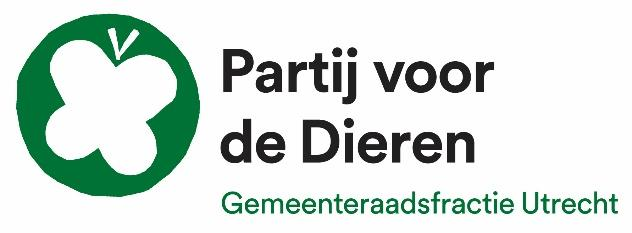 Partij voor
de Dieren
Gemeenteraadsfractie Utrecht